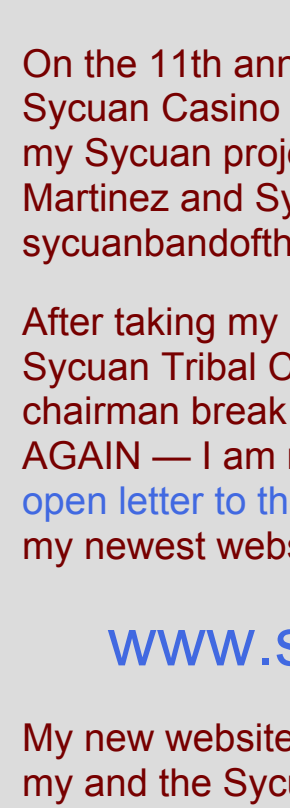 On the 11th ann
Sycuan Casino
my Sycuan proj
Martinez and Sy
sycuanbandofth
After taking my
Sycuan Tribal C
chairman break
AGAIN — I am
open letter to th
my newest webs
www.s
My new website
my and the Sycu